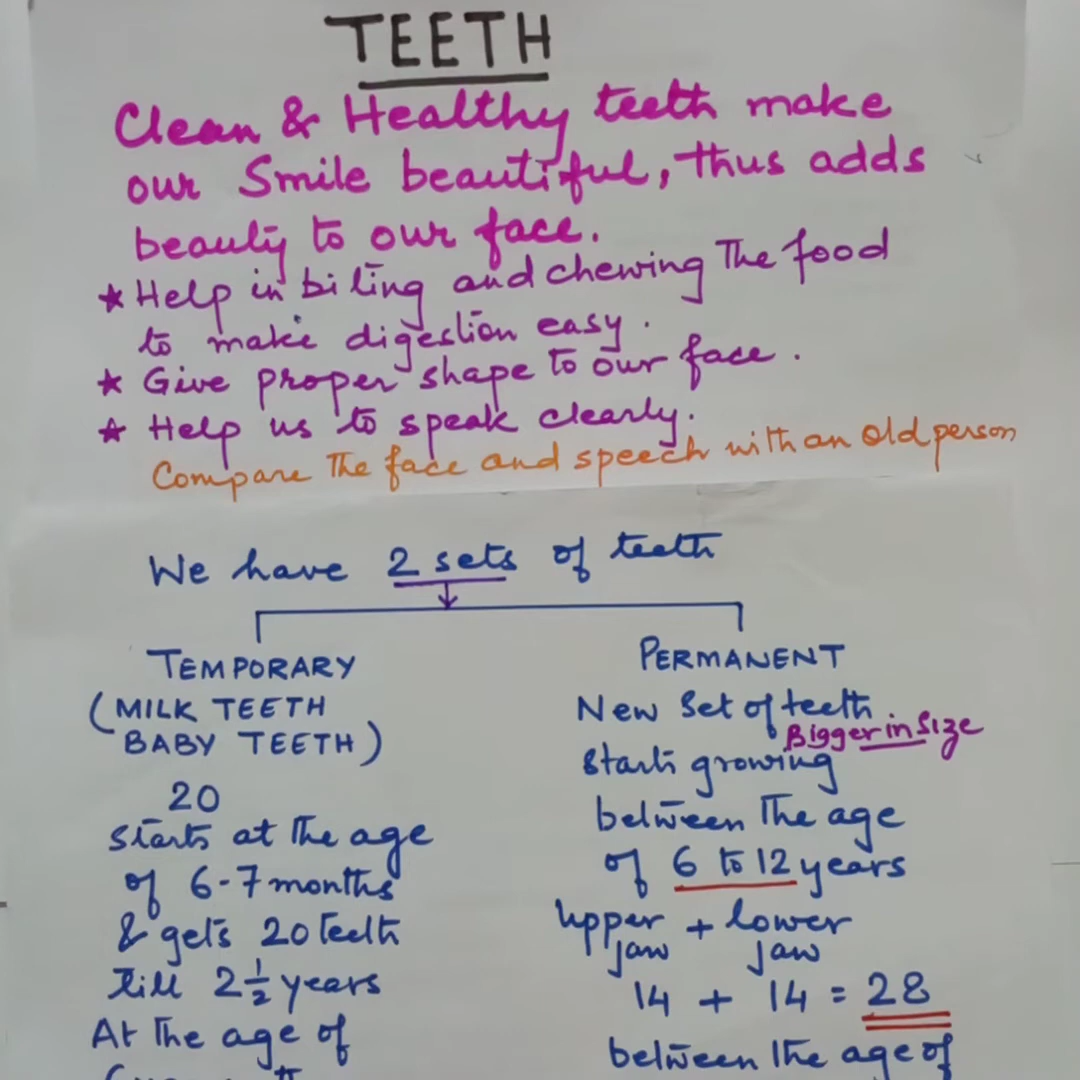 TEETH
Clean & Healthy teeth make
our Smile beautiful, thus adds
beauty to our face.
★ Help in biting and chewing the food
to make digestion easy.
★ Give proper shape to our face.
★ Help us to speak clearly.
Compare the face and speech with an old person
We have 2 sets of teeth
TEMPORARY
(MILK TEETH
BABY TEETH)
20
starts at the age
of 6-7 months
& gets 20 teeth
till 2½ years
At the age of
PERMANENT
New set of teeth
Bigger in size
starts growing
between the age
of 6 to 12 years
upper jaw + lower jaw
14 + 14 = 28
between the age of